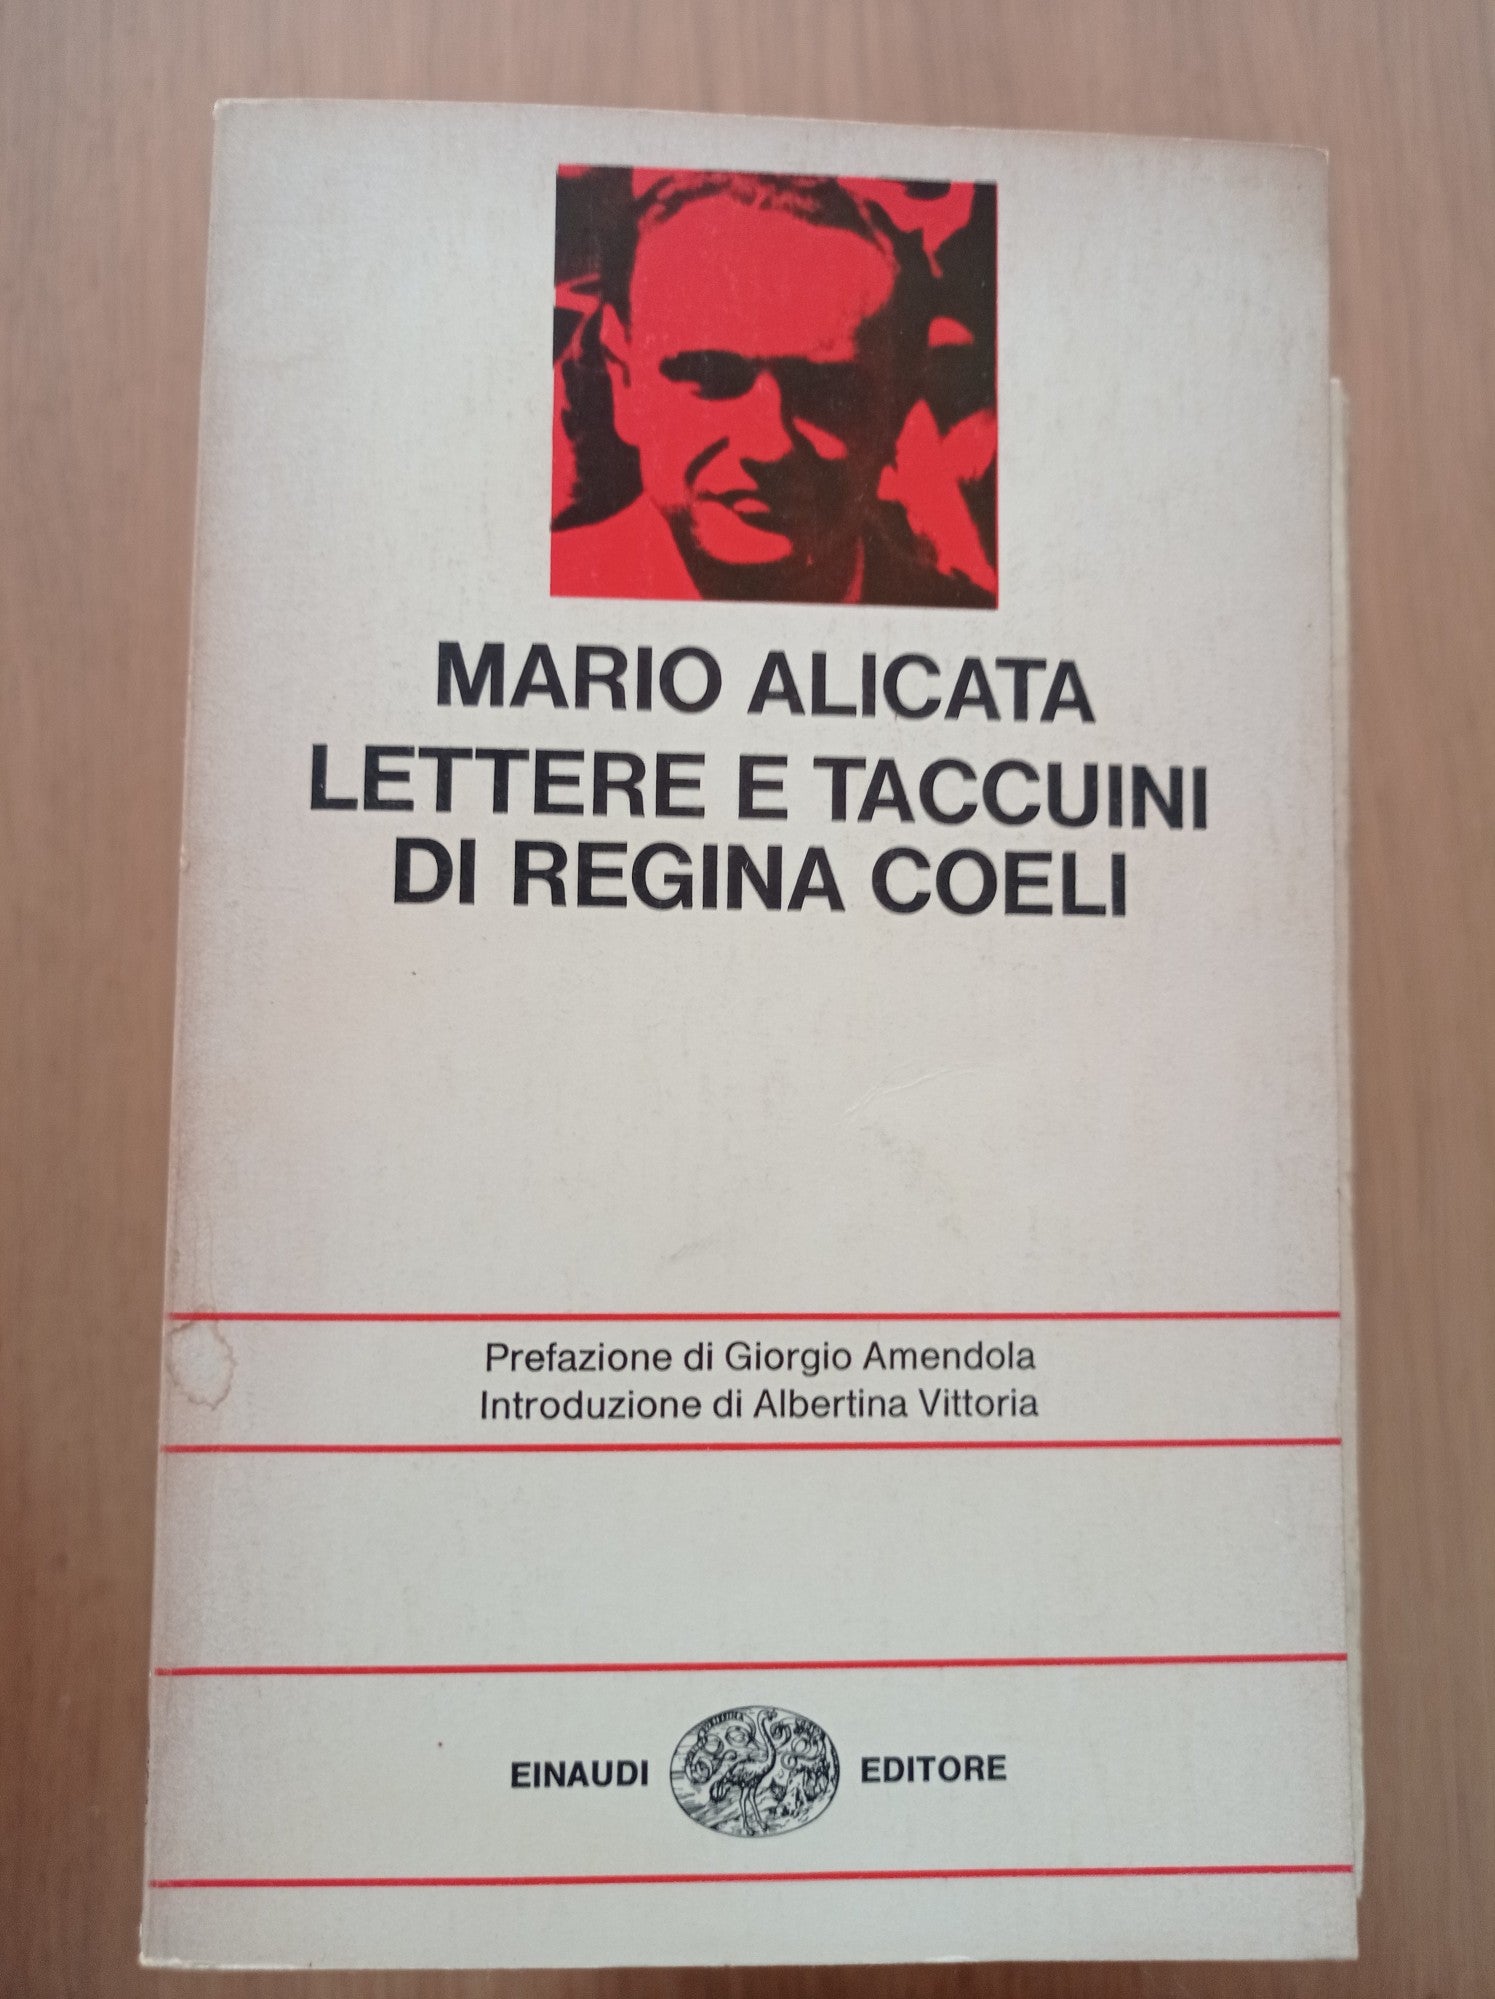 MARIO ALICATA
LETTERE E TACCUINI
DI REGINA COELI
Prefazione di Giorgio Amendola
Introduzione di Albertina Vittoria
EINAUDI EDITORE